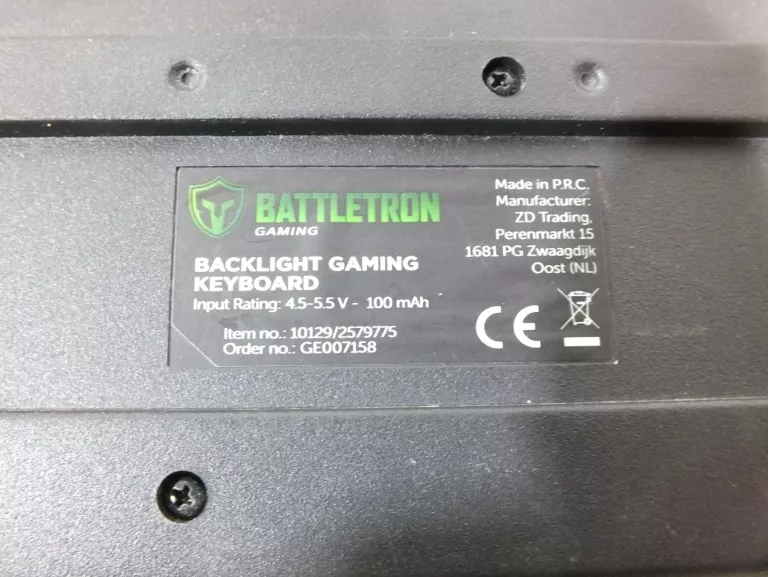 BATTLETRON
GAMING
BACKLIGHT GAMING
KEYBOARD
Input Rating: 4.5-5.5 V - 100 mAh
Item no.: 10129/2579775
Order no.: GE007158
Made in P.R.C.
Manufacturer:
ZD Trading,
Perenmarkt 15
1681 PG Zwaagdijk
Oost (NL)
CE